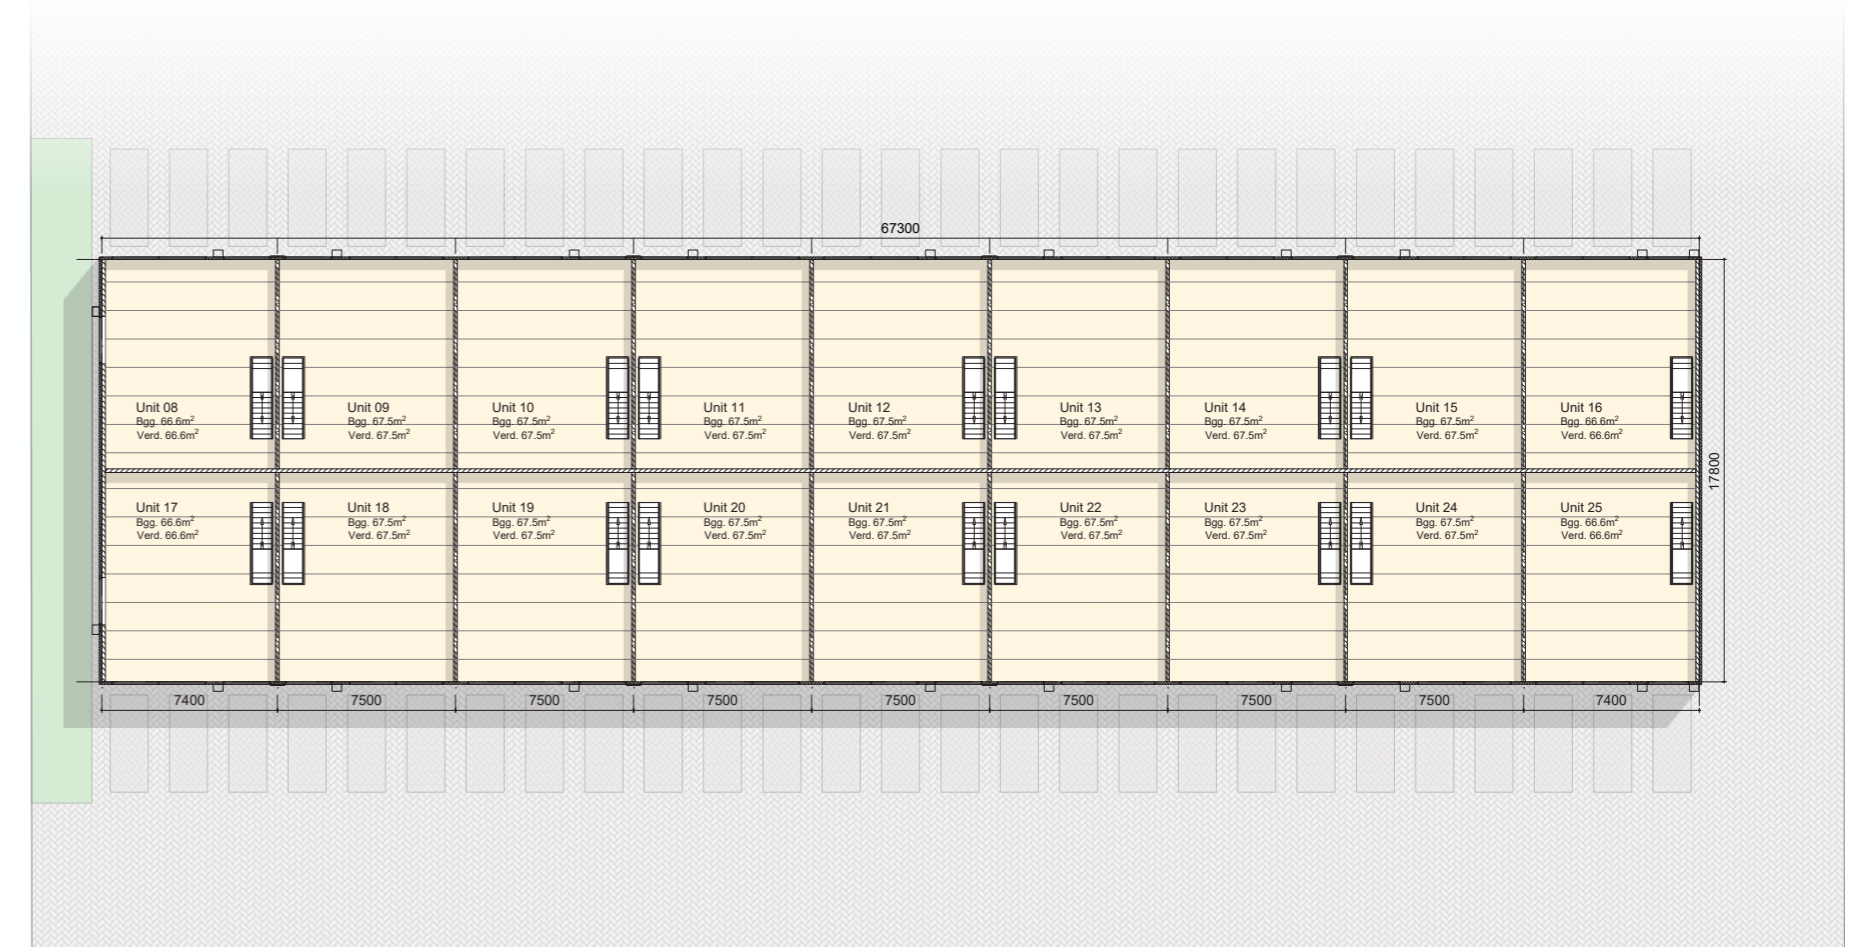 67300
Unit 08
Bgg. 66.6m²
Verd. 66.6m²
Unit 09
Bgg. 67.5m²
Verd. 67.5m²
Unit 10
Bgg. 67.5m²
Verd. 67.5m²
Unit 11
Bgg. 67.5m²
Verd. 67.5m²
Unit 12
Bgg. 67.5m²
Verd. 67.5m²
Unit 13
Bgg. 67.5m²
Verd. 67.5m²
Unit 14
Bgg. 67.5m²
Verd. 67.5m²
Unit 15
Bgg. 67.5m²
Verd. 67.5m²
Unit 16
Bgg. 66.6m²
Verd. 66.6m²
17800
Unit 17
Bgg. 66.6m²
Verd. 66.6m²
Unit 18
Bgg. 67.5m²
Verd. 67.5m²
Unit 19
Bgg. 67.5m²
Verd. 67.5m²
Unit 20
Bgg. 67.5m²
Verd. 67.5m²
Unit 21
Bgg. 67.5m²
Verd. 67.5m²
Unit 22
Bgg. 67.5m²
Verd. 67.5m²
Unit 23
Bgg. 67.5m²
Verd. 67.5m²
Unit 24
Bgg. 67.5m²
Verd. 67.5m²
Unit 25
Bgg. 66.6m²
Verd. 66.6m²
7400 7500 7500 7500 7500 7500 7500 7500 7400